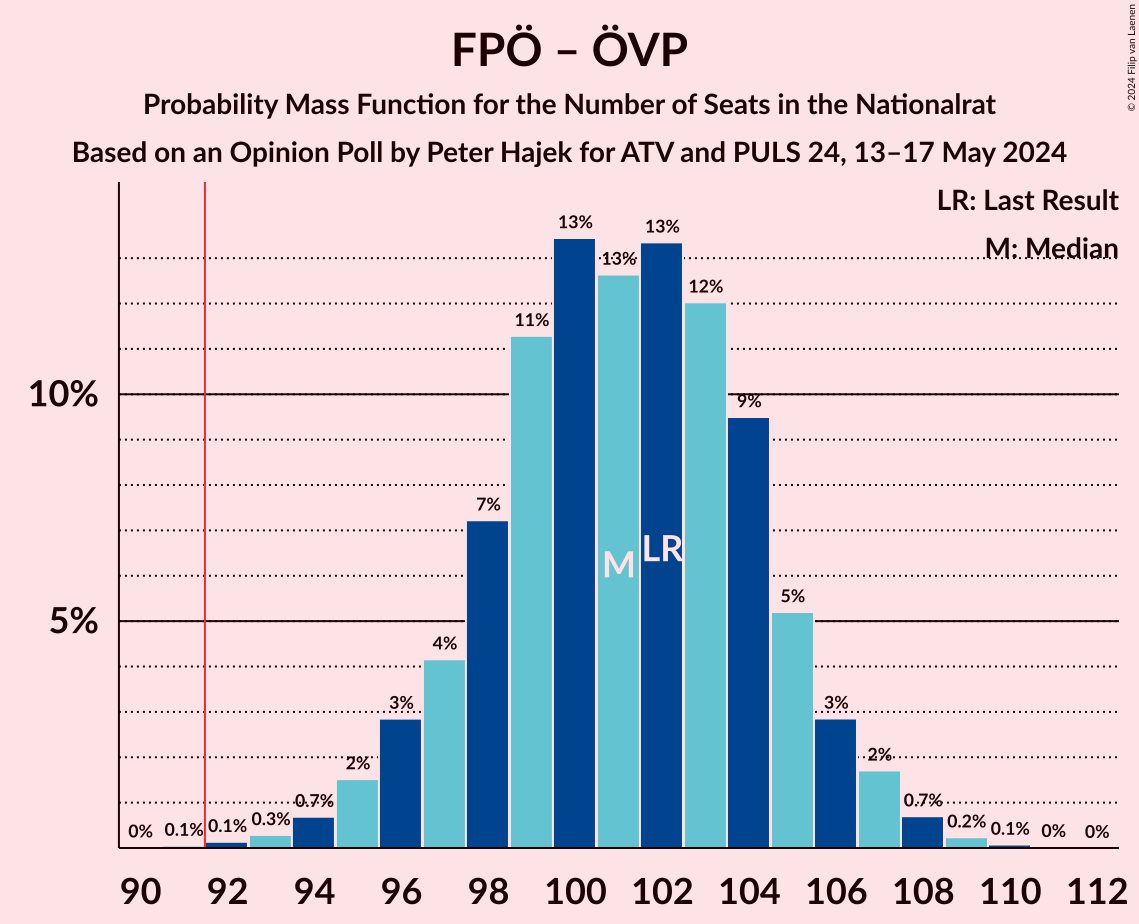 FPÖ – ÖVP
Probability Mass Function for the Number of Seats in the Nationalrat
Based on an Opinion Poll by Peter Hajek for ATV and PULS 24, 13–17 May 2024
© 2024 Filip van Laenen
LR: Last Result
M: Median
10%
5%
0%
0.1%
0.1%
0.3%
0.7%
2%
3%
4%
7%
11%
13%
13%
13%
12%
9%
5%
3%
2%
0.7%
0.2%
0.1%
0%
0%
M
LR
90 92 94 96 98 100 102 104 106 108 110 112